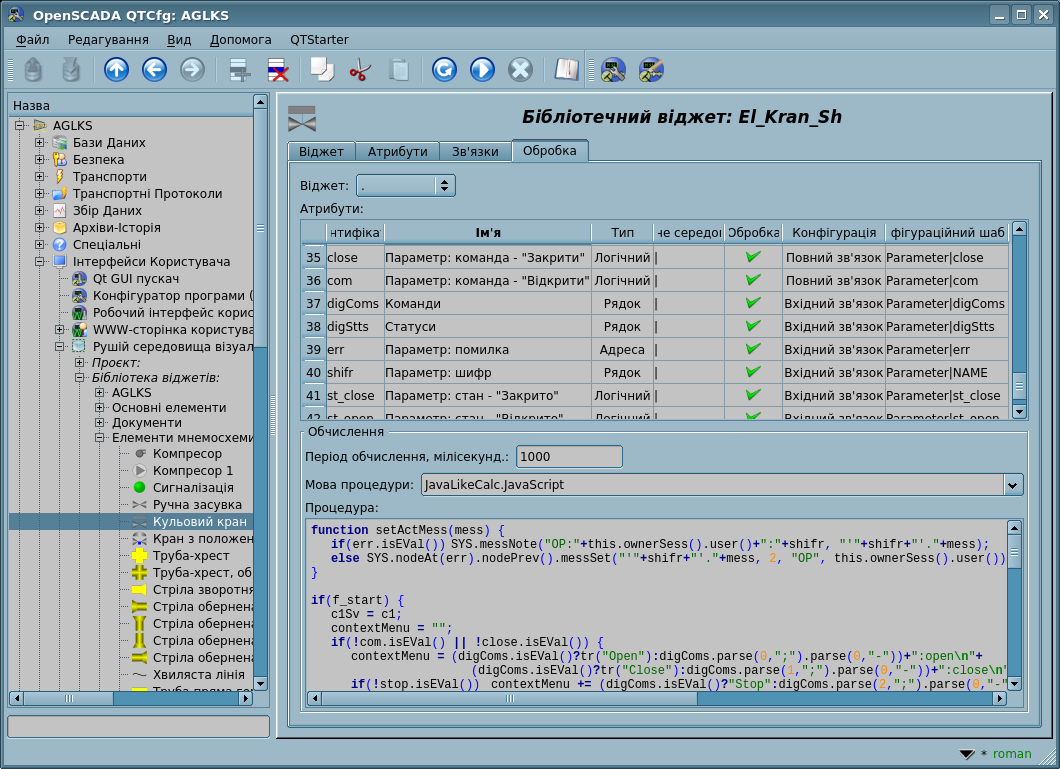 OpenSCADA QTCfg: AGLKS
Файл Редагування Вид Допомога QTStarter
Назва
AGLKS
Бази Даних
Безпека
Транспорти
Транспортні Протоколи
Збір Даних
Архіви-Історія
Спеціальні
Інтерфейси Користувача
Qt GUI пускач
Конфігуратор програми (
Робочий інтерфейс корис
WWW-сторінка користува
Рушій середовища візуал
Проєкт:
Бібліотека віджетів:
AGLKS
Основні елементи
Документи
Елементи мнемосхеми
Компресор
Компресор 1
Сигналізація
Ручна засувка
Кульовий кран
Кран з положен
Труба-хрест
Труба-хрест, об
Стріла зворотня
Стріла обернена
Стріла обернена
Стріла обернена
Стріла обернена
Хвиляста лінія
Труба пряма гор
Бібліотечний віджет: El_Kran_Sh
Віджет Атрибути Зв'язки Обробка
Віджет: .
Атрибути:
нтифіка Ім'я Тип не середоі Обробка Конфігурація фігураційний шаб
35 close Параметр: команда - "Закрити" Логічний | Повний зв'язок Parameter|close
36 com Параметр: команда - "Відкрити" Логічний | Повний зв'язок Parameter|com
37 digComs Команди Рядок | Вхідний зв'язок Parameter|digComs
38 digStts Статуси Рядок | Вхідний зв'язок Parameter|digStts
39 err Параметр: помилка Адреса | Вхідний зв'язок Parameter|err
40 shifr Параметр: шифр Рядок | Вхідний зв'язок Parameter|NAME
41 st_close Параметр: стан - "Закрито" Логічний | Вхідний зв'язок Parameter|st_close
42 st_open Параметр: стан - "Відкрито" Логічний | Вхідний зв'язок Parameter|st_open
Обчислення
Період обчислення, мілісекунд.: 1000
Мова процедури: JavaLikeCalc.JavaScript
Процедура:
function setActMess(mess) {
if(err.isEVal()) SYS.messNote("OP:"+this.ownerSess().user()+":"+shifr, "'"+shifr+"'."+mess);
else SYS.nodeAt(err).nodePrev().messSet("'"+shifr+"'."+mess, 2, "OP", this.ownerSess().user())
}
if(f_start) {
c1Sv = c1;
contextMenu = "";
if(!com.isEVal() || !close.isEVal()) {
contextMenu = (digComs.isEVal()?tr("Open"):digComs.parse(0,";").parse(0,"-"))+":open\n"+
(digComs.isEVal()?tr("Close"):digComs.parse(1,";").parse(0,"-"))+":close\n"
if(!stop.isEVal()) contextMenu += (digComs.isEVal()?"Stop":digComs.parse(2,";").parse(0,"-"
* roman